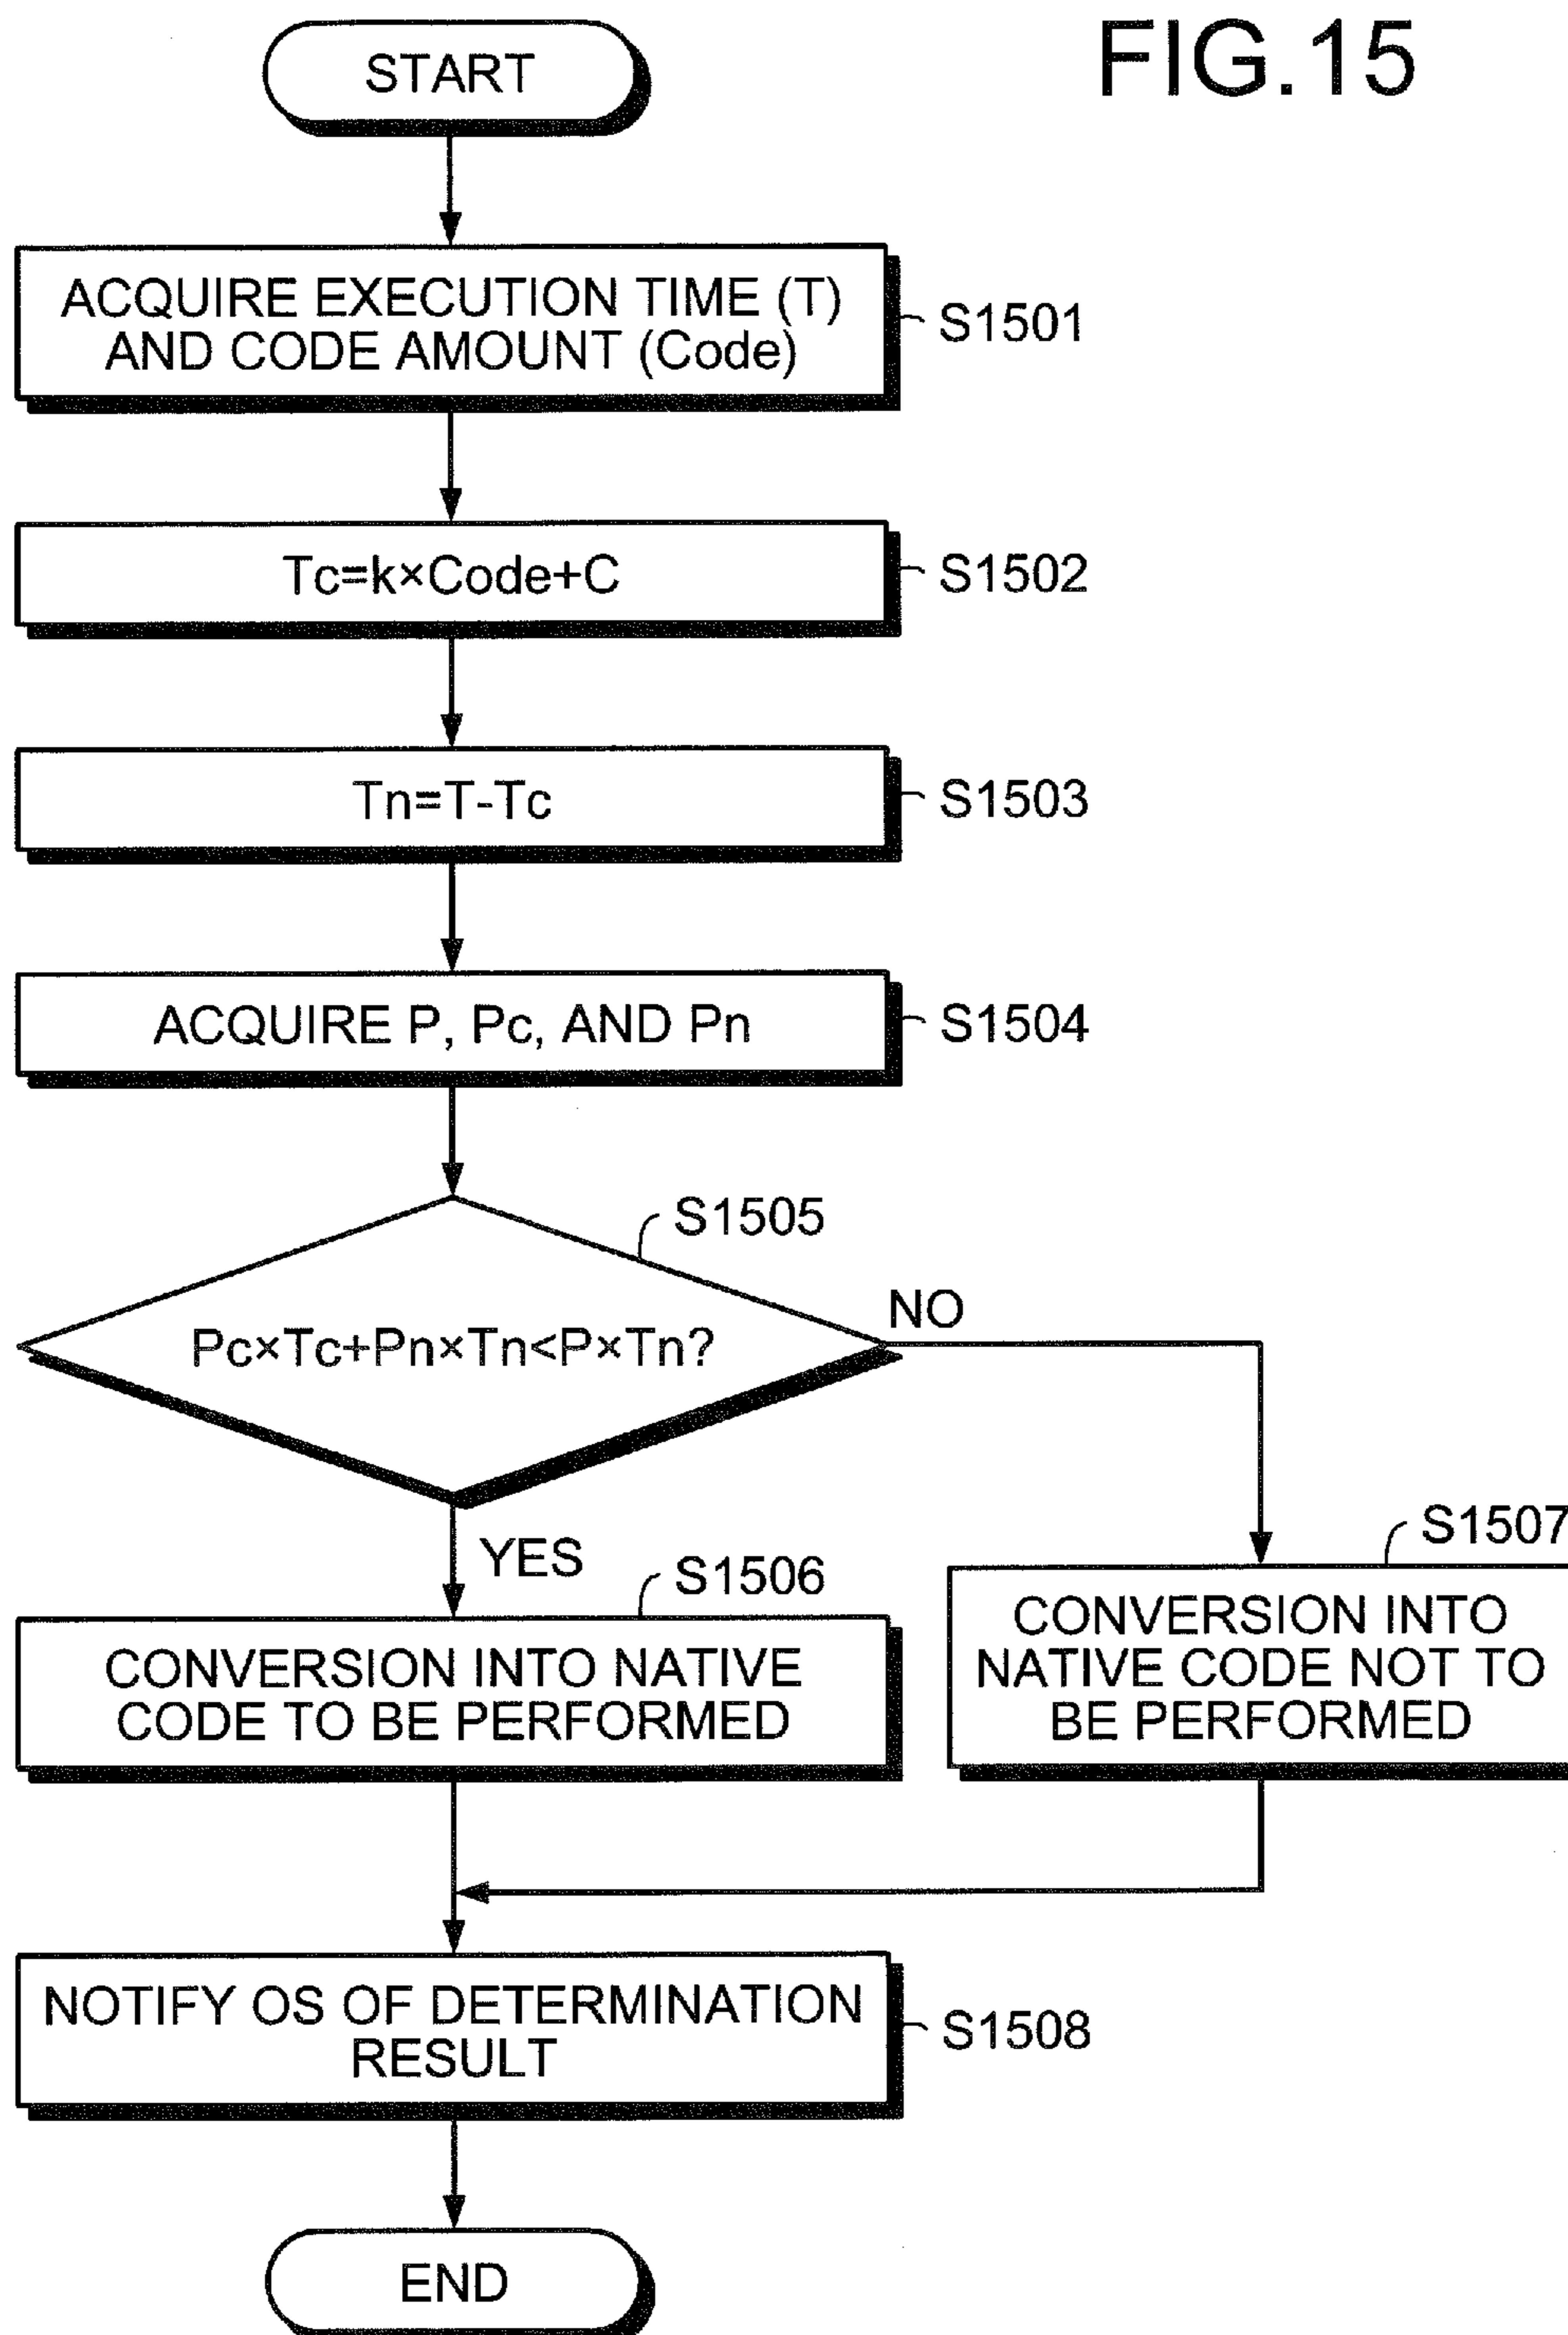 FIG.15
START
ACQUIRE EXECUTION TIME (T)
AND CODE AMOUNT (Code)
S1501
Tc=k×Code+C
S1502
Tn=T-Tc
S1503
ACQUIRE P, Pc, AND Pn
S1504
S1505
Pc×Tc+Pn×Tn<P×Tn?
NO
YES
S1506
CONVERSION INTO NATIVE
CODE TO BE PERFORMED
S1507
CONVERSION INTO
NATIVE CODE NOT TO
BE PERFORMED
NOTIFY OS OF DETERMINATION
RESULT
S1508
END